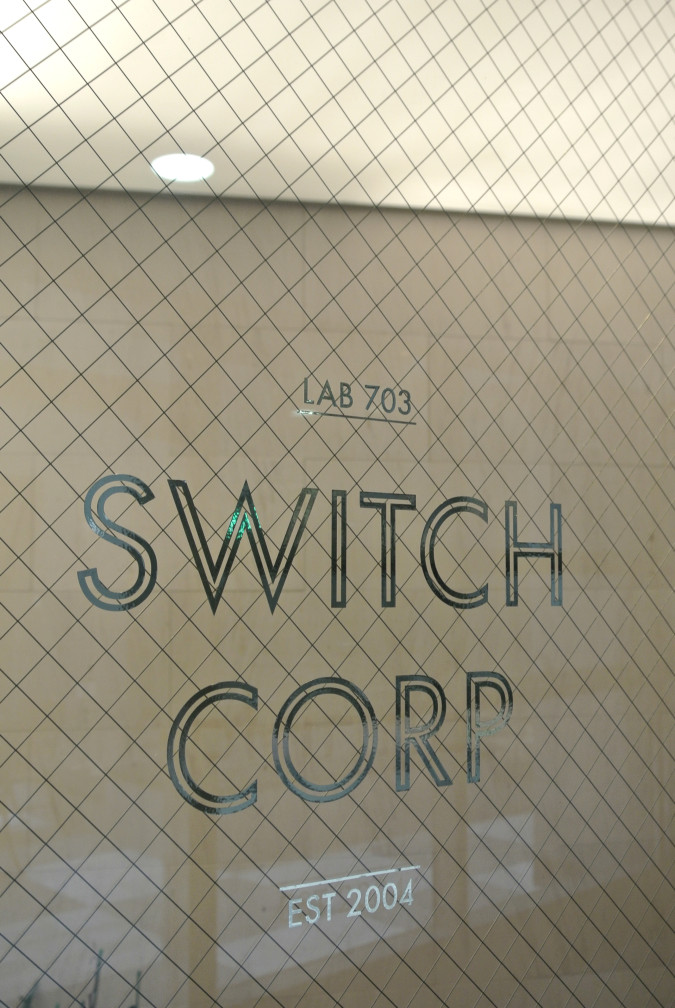 LAB 703
SWITCH
CORP
EST 2004